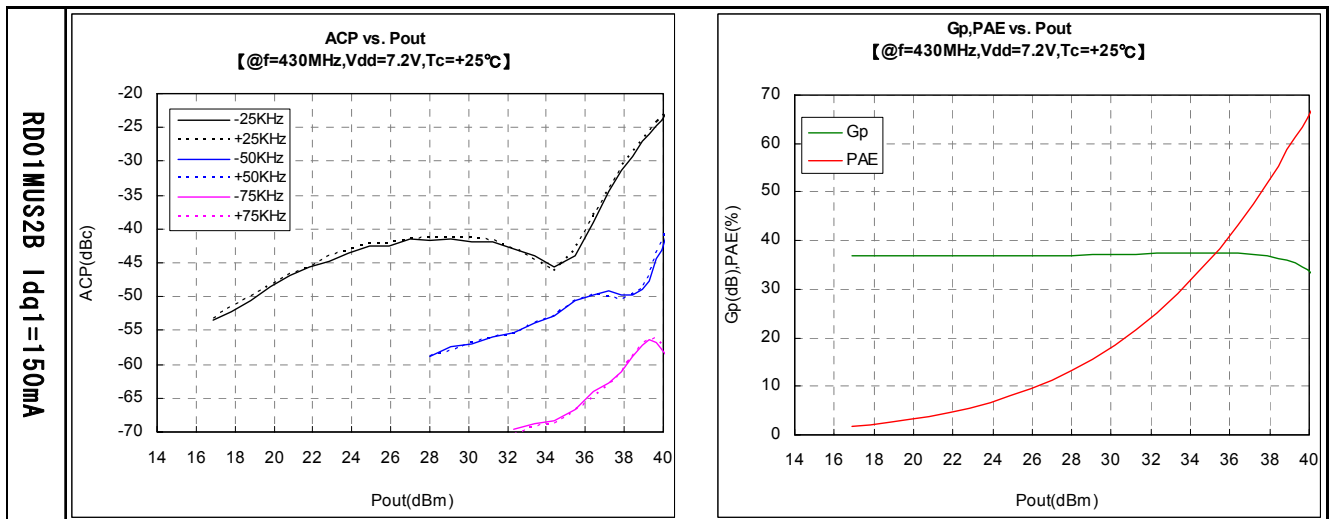 RD01MUS2B Idq1=150mA
ACP vs. Pout
【@f=430MHz,Vdd=7.2V,Tc=+25℃】
-20
-25
-30
-35
-40
-45
-50
-55
-60
-65
-70
ACP(dBc)
-25KHz
+25KHz
-50KHz
+50KHz
-75KHz
+75KHz
14 16 18 20 22 24 26 28 30 32 34 36 38 40
Pout(dBm)
Gp,PAE vs. Pout
【@f=430MHz,Vdd=7.2V,Tc=+25℃】
70
60
50
40
30
20
10
0
Gp(dB),PAE(%)
Gp
PAE
14 16 18 20 22 24 26 28 30 32 34 36 38 40
Pout(dBm)